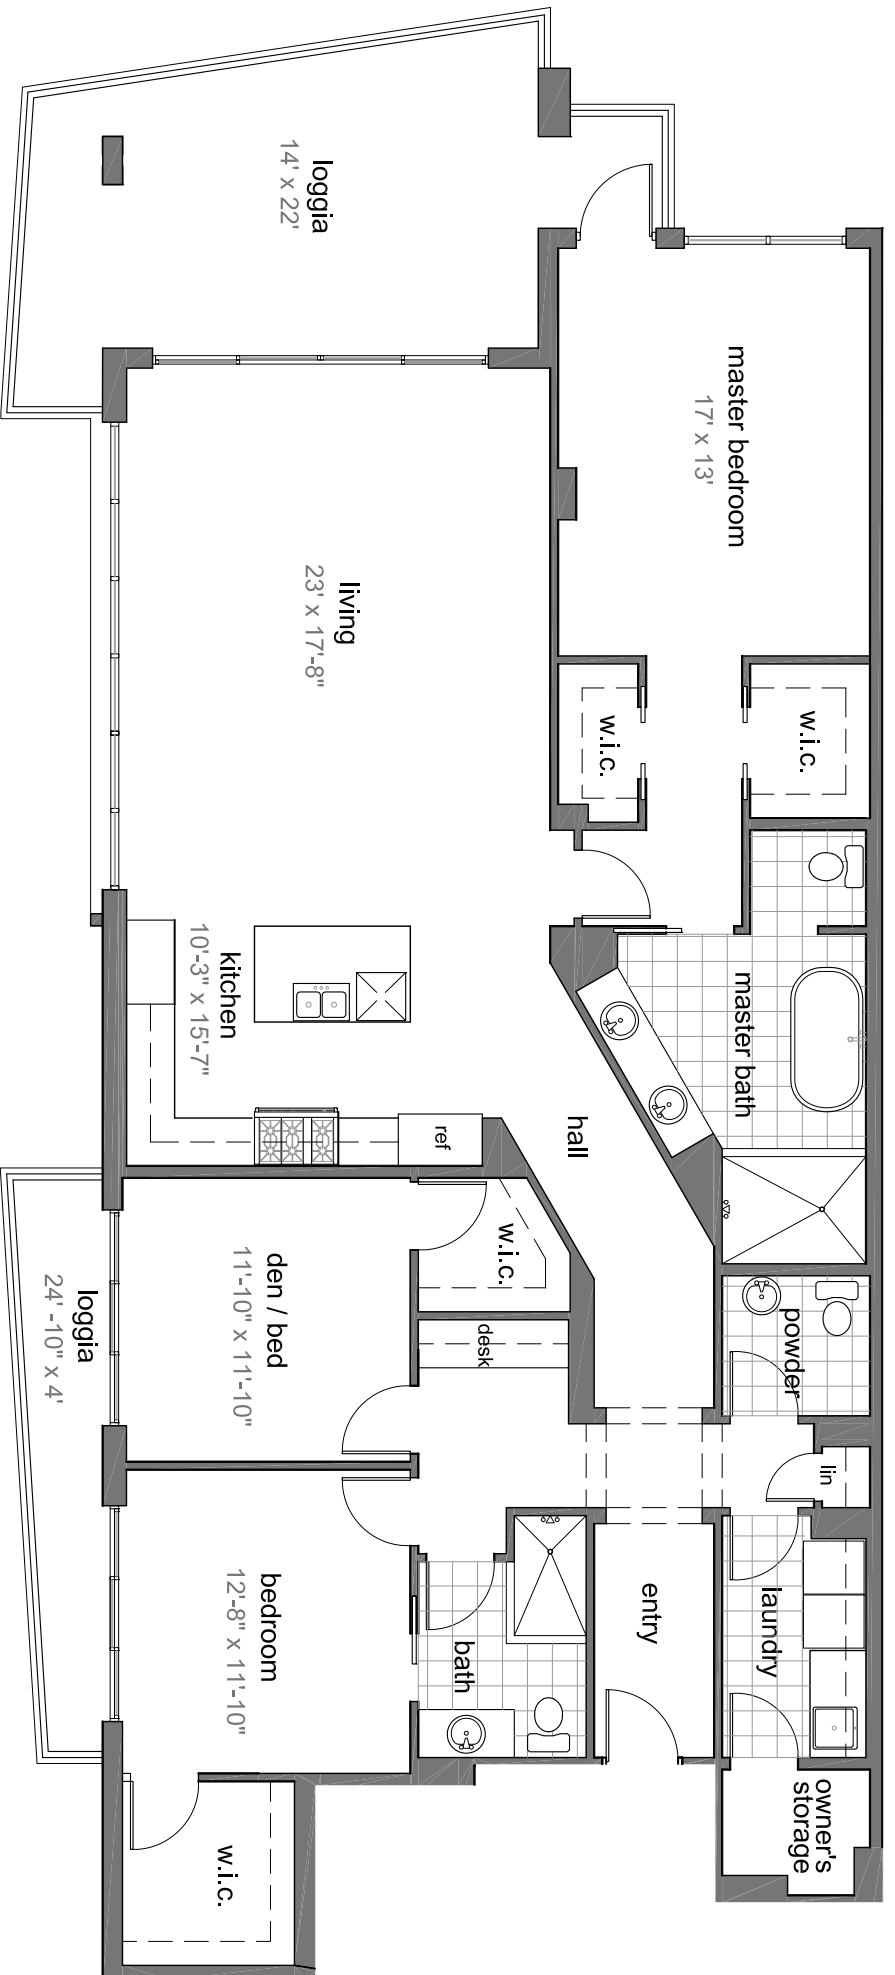 loggia
14' x 22'
master bedroom
17' x 13'
living
23' x 17'-8"
w.i.c.
w.i.c.
kitchen
10'-3" x 15'-7"
ref
master bath
hall
w.i.c.
desk
den / bed
11'-10" x 11'-10"
loggia
24' -10" x 4'
powder
lin
laundry
entry
bath
bedroom
12'-8" x 11'-10"
owner's
storage
w.i.c.